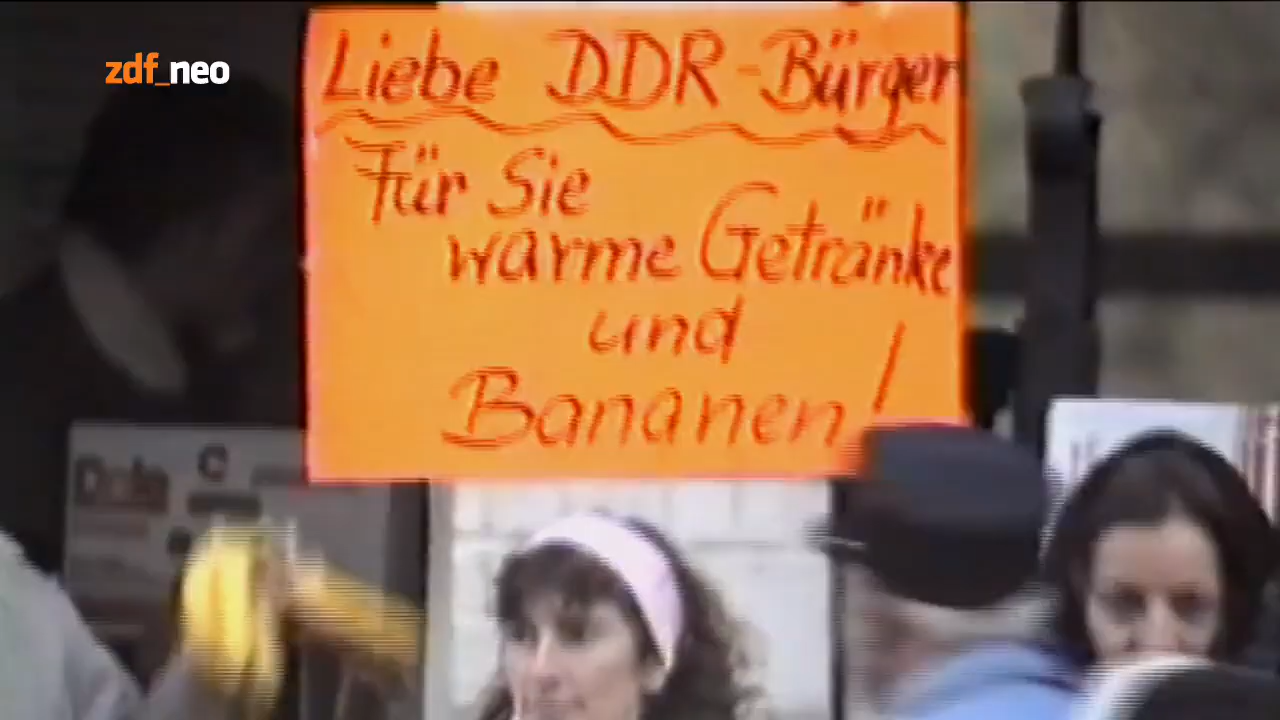 zdf_neo
Liebe DDR-Bürger
Für Sie
warme Getränke
und
Bananen!